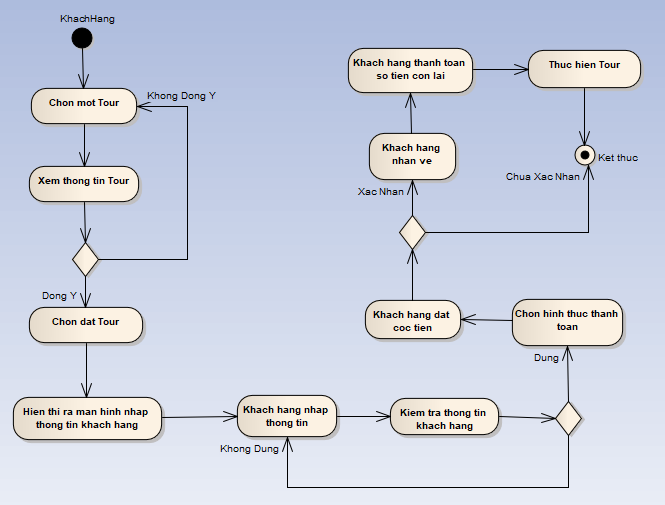 KhachHang
Chon mot Tour
Khong Dong Y
Xem thong tin Tour
Dong Y
Chon dat Tour
Hien thi ra man hinh nhap
thong tin khach hang
Khach hang nhap
thong tin
Khong Dung
Kiem tra thong tin
khach hang
Dung
Chon hinh thuc thanh
toan
Khach hang dat
coc tien
Xac Nhan
Chua Xac Nhan
Khach hang
nhan ve
Khach hang thanh toan
so tien con lai
Thuc hien Tour
Ket thuc